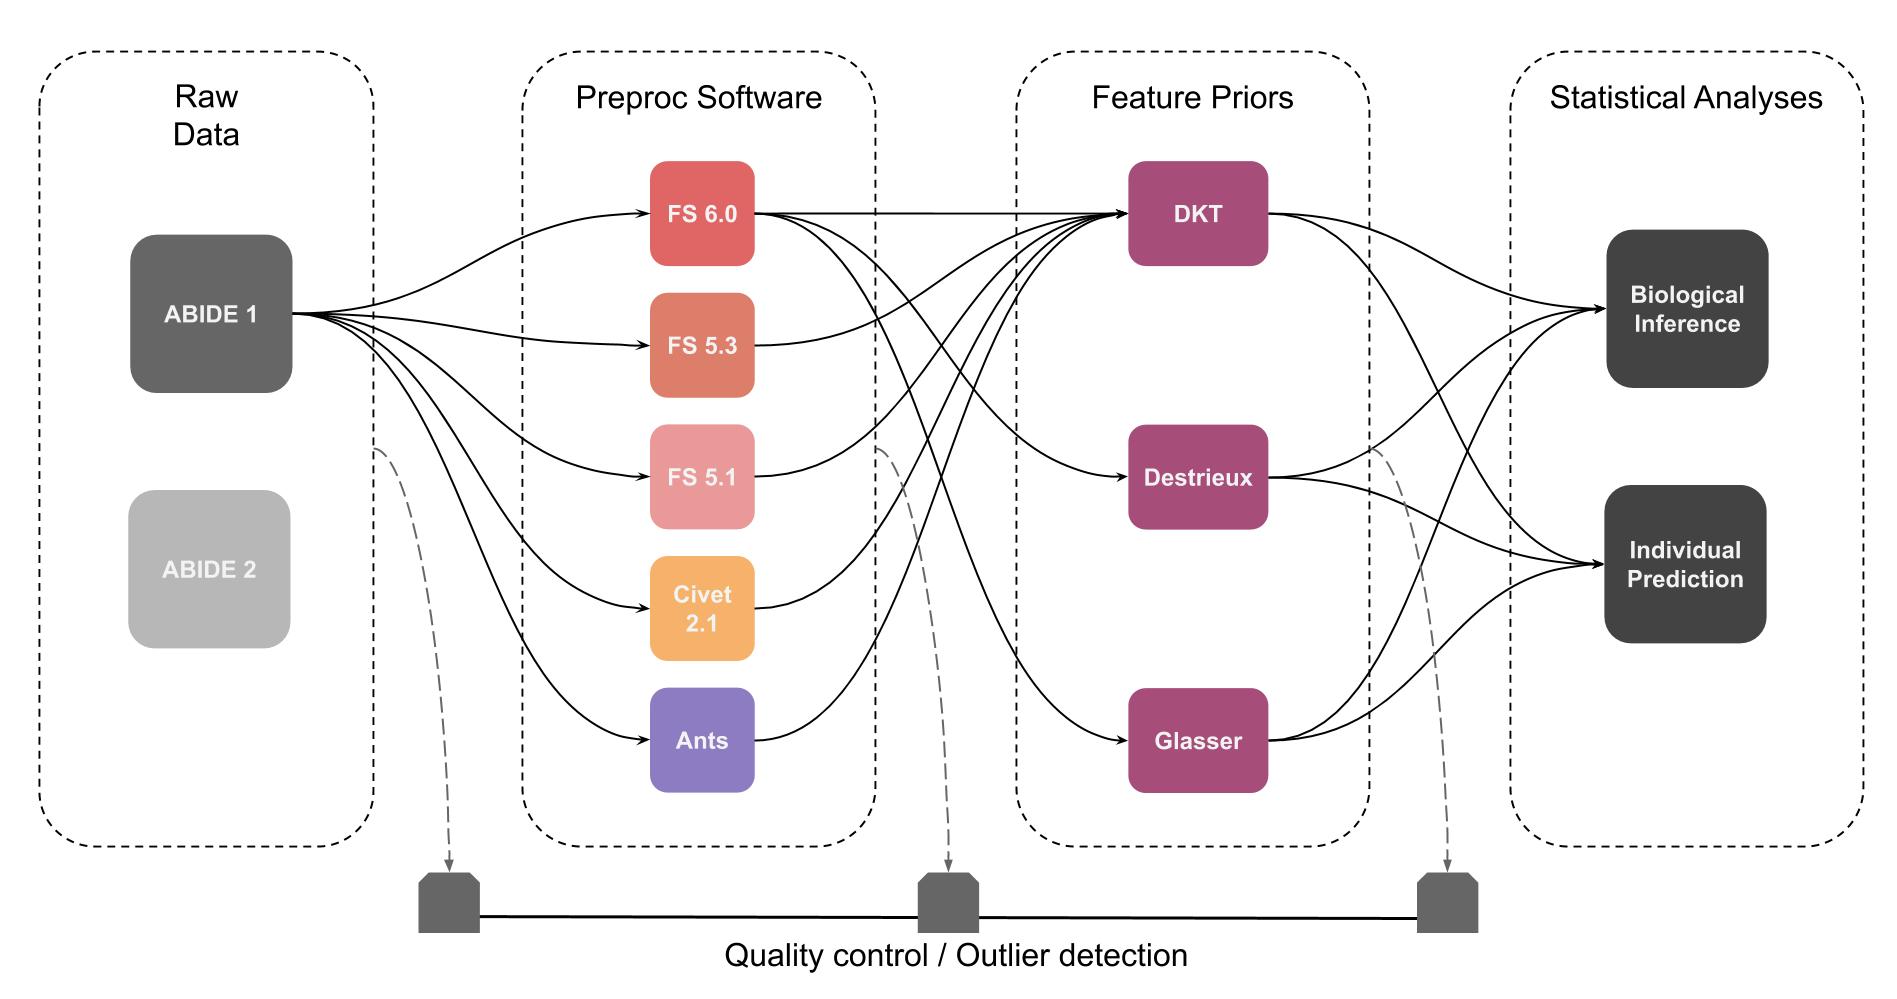 Raw
Data
ABIDE 1
ABIDE 2
Preproc Software
FS 6.0
FS 5.3
FS 5.1
Civet
2.1
Ants
Feature Priors
DKT
Destrieux
Glasser
Statistical Analyses
Biological
Inference
Individual
Prediction
Quality control / Outlier detection